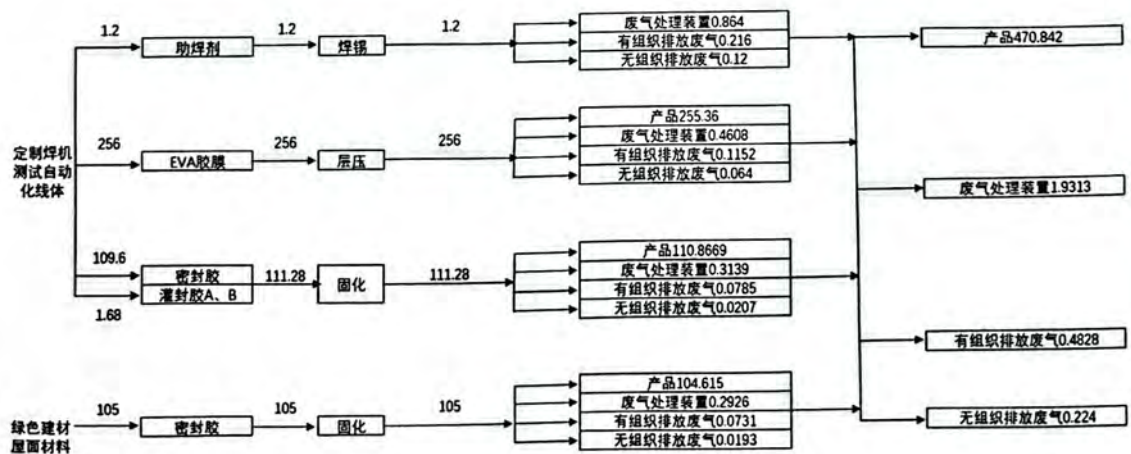 1.2
助焊剂
1.2
焊锡
1.2
废气处理装置0.864
有组织排放废气0.216
无组织排放废气0.12
产品470.842
定制焊机
测试自动
化线体
256
EVA胶膜
256
层压
256
产品255.36
废气处理装置0.4608
有组织排放废气0.1152
无组织排放废气0.064
废气处理装置1.9313
109.6
密封胶
灌封胶A、B
1.68
111.28
固化
111.28
产品110.8669
废气处理装置0.3139
有组织排放废气0.0785
无组织排放废气0.0207
有组织排放废气0.4828
绿色建材
屋面材料
105
密封胶
105
固化
105
产品104.615
废气处理装置0.2926
有组织排放废气0.0731
无组织排放废气0.0193
无组织排放废气0.224